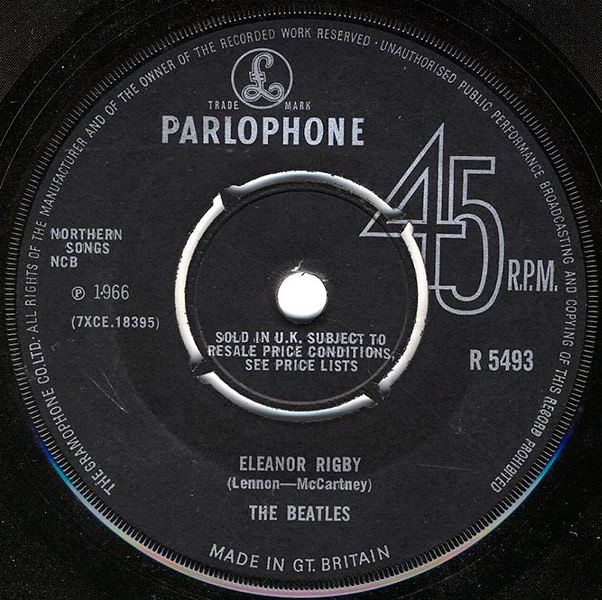 THE GRAMOPHONE CO.LTD. ALL RIGHTS OF THE MANUFACTURER AND OF THE OWNER OF THE RECORDED WORK RESERVED · UNAUTHORISED PUBLIC PERFORMANCE BROADCASTING AND COPYING OF THIS RECORD PROHIBITED
£
TRADE MARK
PARLOPHONE
45
R.P.M.
NORTHERN
SONGS
NCB
℗ 1966
(7XCE.18395)
SOLD IN U.K. SUBJECT TO
RESALE PRICE CONDITIONS,
SEE PRICE LISTS
R 5493
ELEANOR RIGBY
(Lennon—McCartney)
THE BEATLES
MADE IN GT. BRITAIN